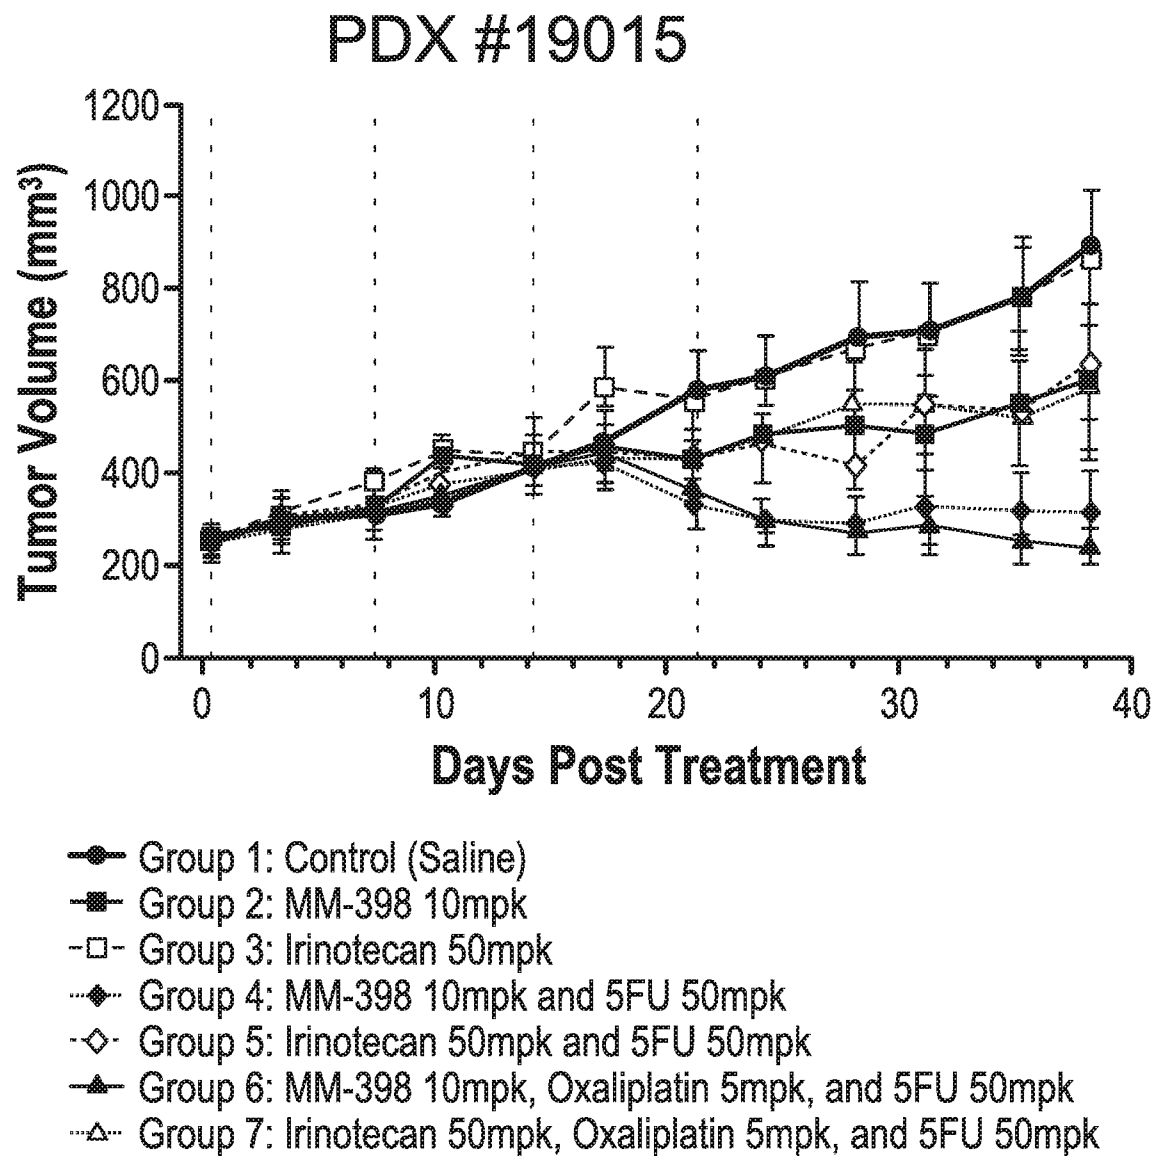 PDX #19015
1200
1000
800
600
400
200
0
Tumor Volume (mm³)
0 10 20 30 40
Days Post Treatment
Group 1: Control (Saline)
Group 2: MM-398 10mpk
Group 3: Irinotecan 50mpk
Group 4: MM-398 10mpk and 5FU 50mpk
Group 5: Irinotecan 50mpk and 5FU 50mpk
Group 6: MM-398 10mpk, Oxaliplatin 5mpk, and 5FU 50mpk
Group 7: Irinotecan 50mpk, Oxaliplatin 5mpk, and 5FU 50mpk